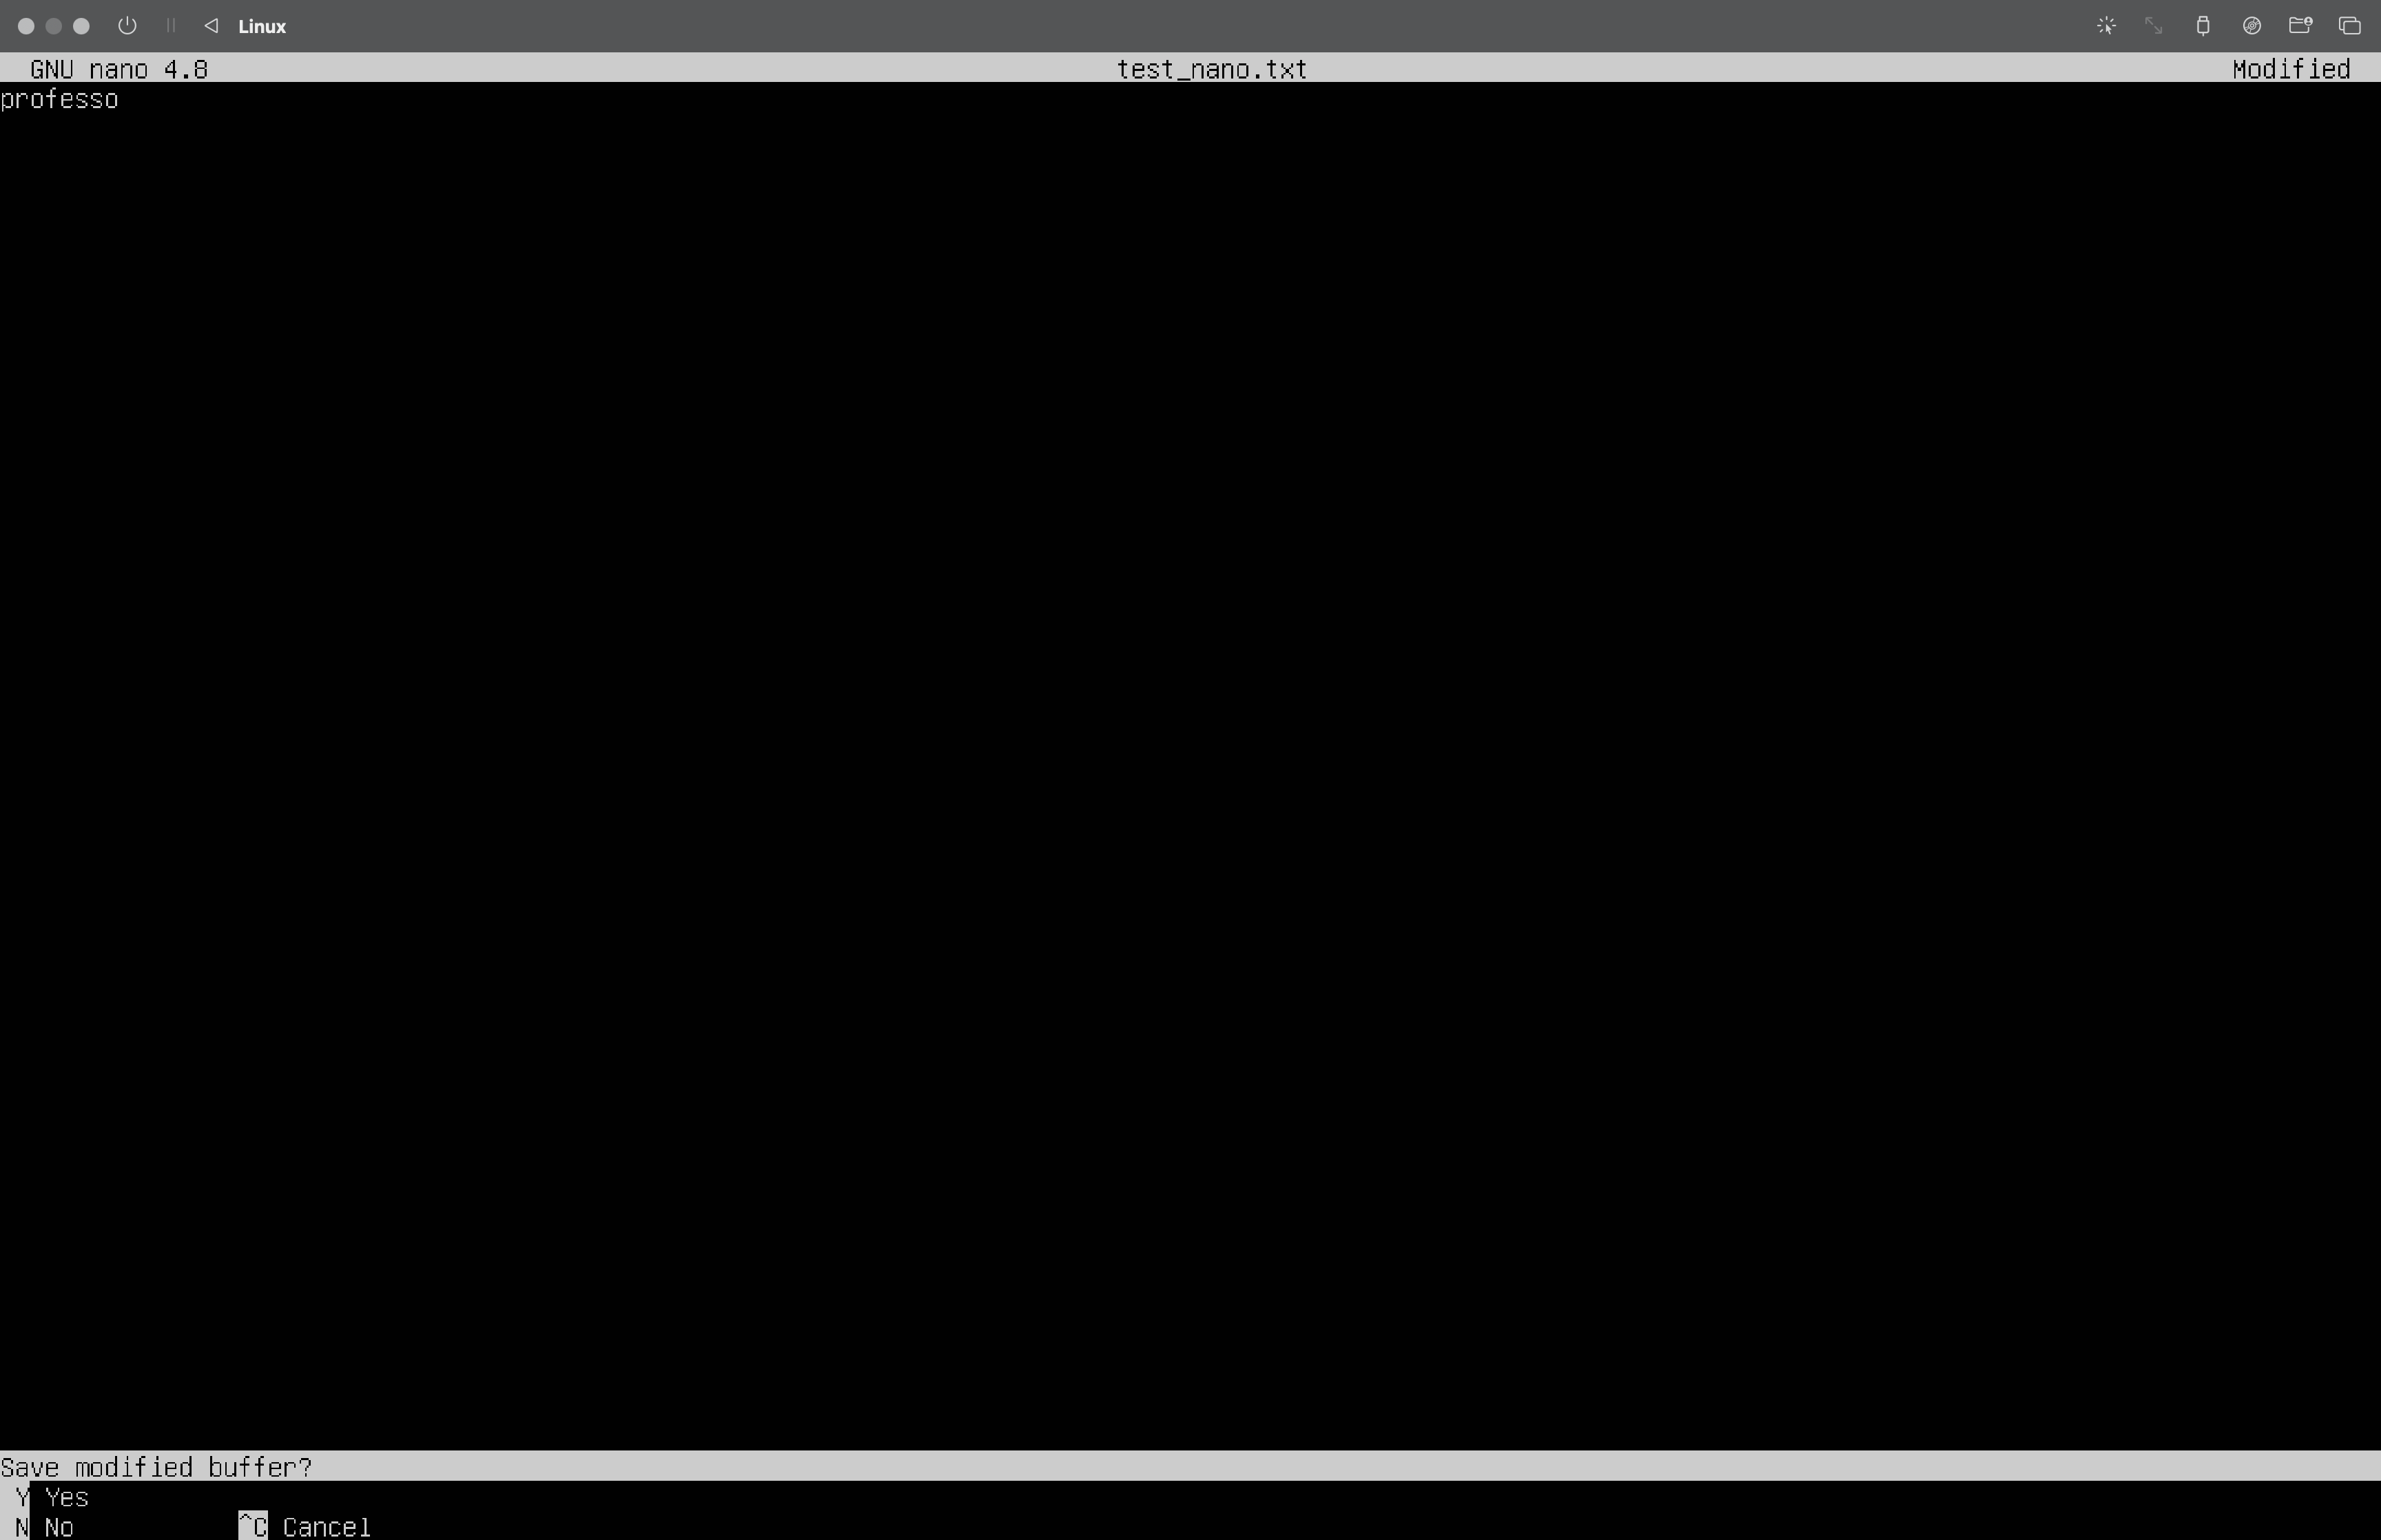 Linux
GNU nano 4.8 test_nano.txt Modified
professo
Save modified buffer?
Y Yes
N No ^C Cancel